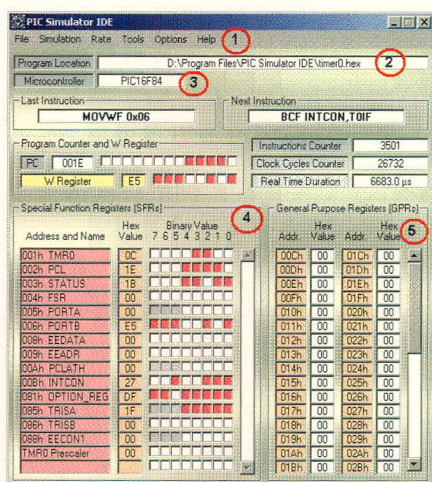 PIC Simulator IDE
File Simulation Rate Tools Options Help 1
Program Location D:\Program Files\PIC Simulator IDE\timer0.hex 2
Microcontroller PIC16F84 3
Last Instruction
MOVWF 0x06
Next Instruction
BCF INTCON,T0IF
Program Counter and W Register
PC 001E
W Register E5
Instructions Counter 3501
Clock Cycles Counter 26732
Real Time Duration 6683.0 µs
Special Function Registers (SFRs) 4
Address and Name Hex Value Binary Value 7 6 5 4 3 2 1 0
001h TMR0 0C
002h PCL 1E
003h STATUS 1B
004h FSR 00
005h PORTA 00
006h PORTB E5
008h EEDATA 00
009h EEADR 00
00Ah PCLATH 00
00Bh INTCON 27
081h OPTION_REG DF
085h TRISA 1F
086h TRISB 00
088h EECON1 00
TMR0 Prescaler 00
General Purpose Registers (GPRs)
Addr. Hex Value Addr. Hex Value 5
00Ch 00 01Ch 00
00Dh 00 01Dh 00
00Eh 00 01Eh 00
00Fh 00 01Fh 00
010h 00 020h 00
011h 00 021h 00
012h 00 022h 00
013h 00 023h 00
014h 00 024h 00
015h 00 025h 00
016h 00 026h 00
017h 00 027h 00
018h 00 028h 00
019h 00 029h 00
01Ah 00 02Ah 00
01Bh 00 02Bh 00